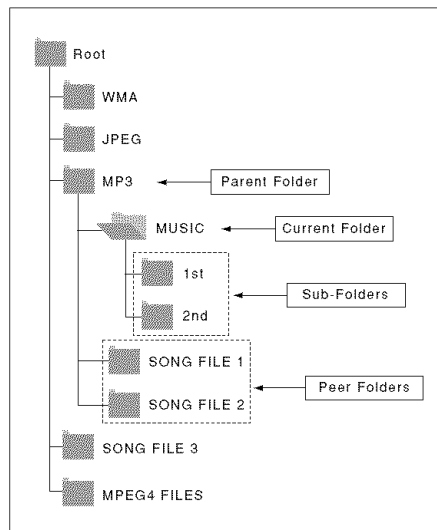 Root
WMA
JPEG
MP3
Parent Folder
MUSIC
Current Folder
1st
Sub-Folders
2nd
SONG FILE 1
Peer Folders
SONG FILE 2
SONG FILE 3
MPEG4 FILES